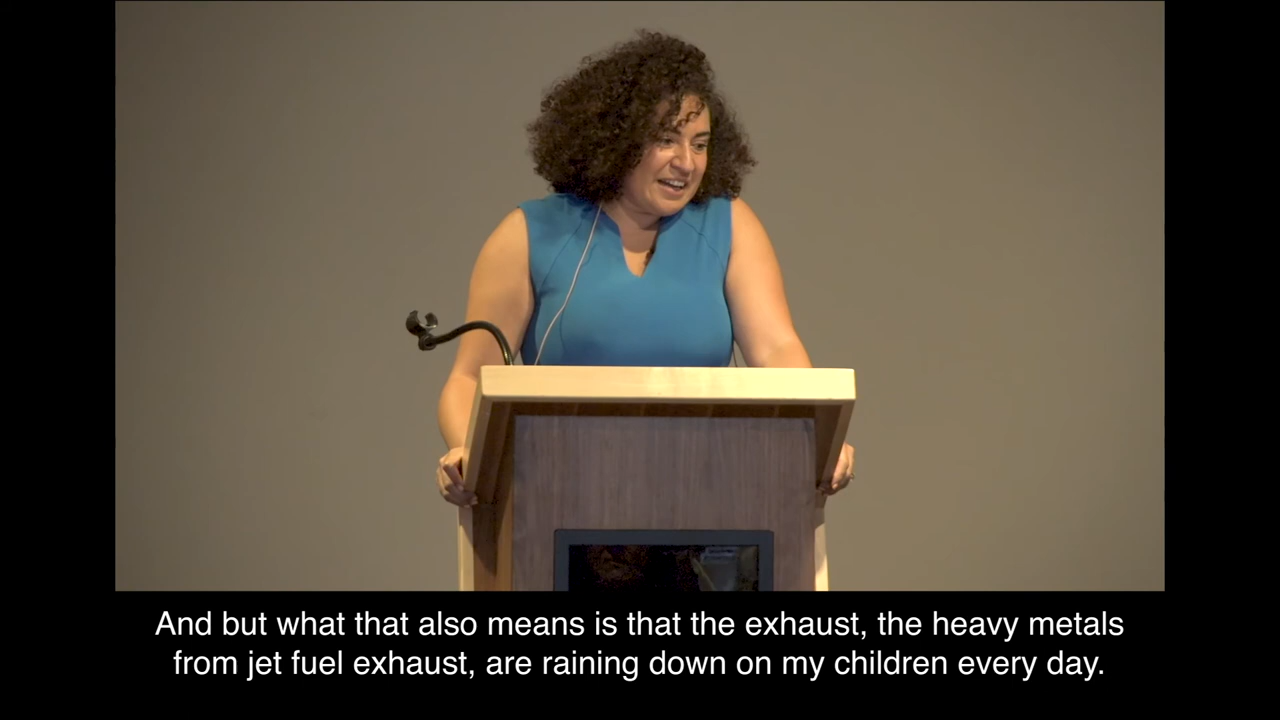 And but what that also means is that the exhaust, the heavy metals
from jet fuel exhaust, are raining down on my children every day.